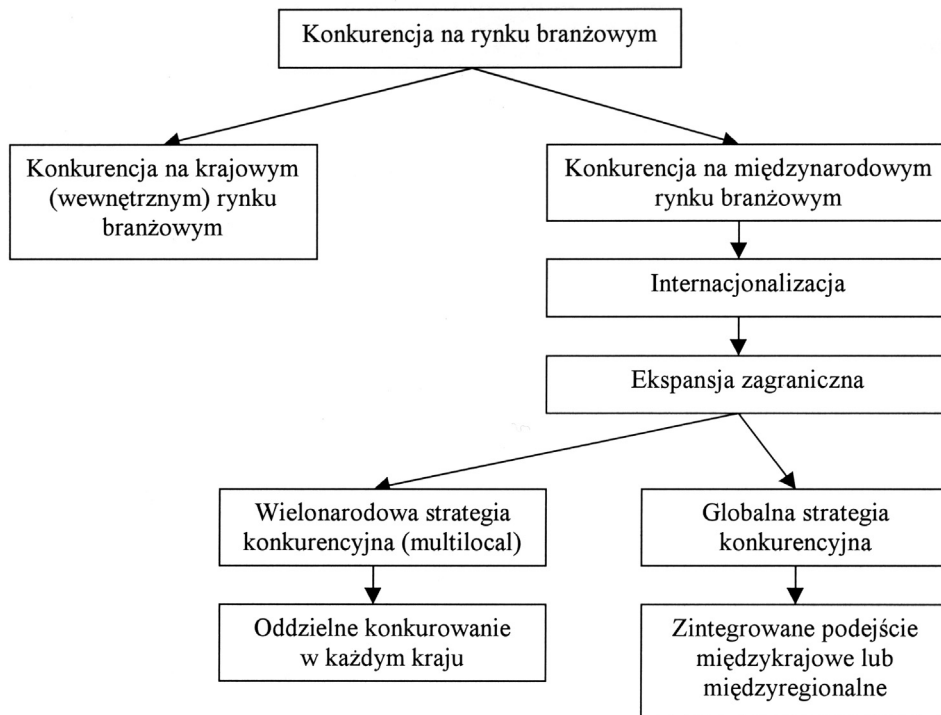 Konkurencja na rynku branżowym
Konkurencja na krajowym
(wewnętrznym) rynku
branżowym
Konkurencja na międzynarodowym
rynku branżowym
Internacjonalizacja
Ekspansja zagraniczna
Wielonarodowa strategia
konkurencyjna (multilocal)
Globalna strategia
konkurencyjna
Oddzielne konkurowanie
w każdym kraju
Zintegrowane podejście
międzykrajowe lub
międzyregionalne